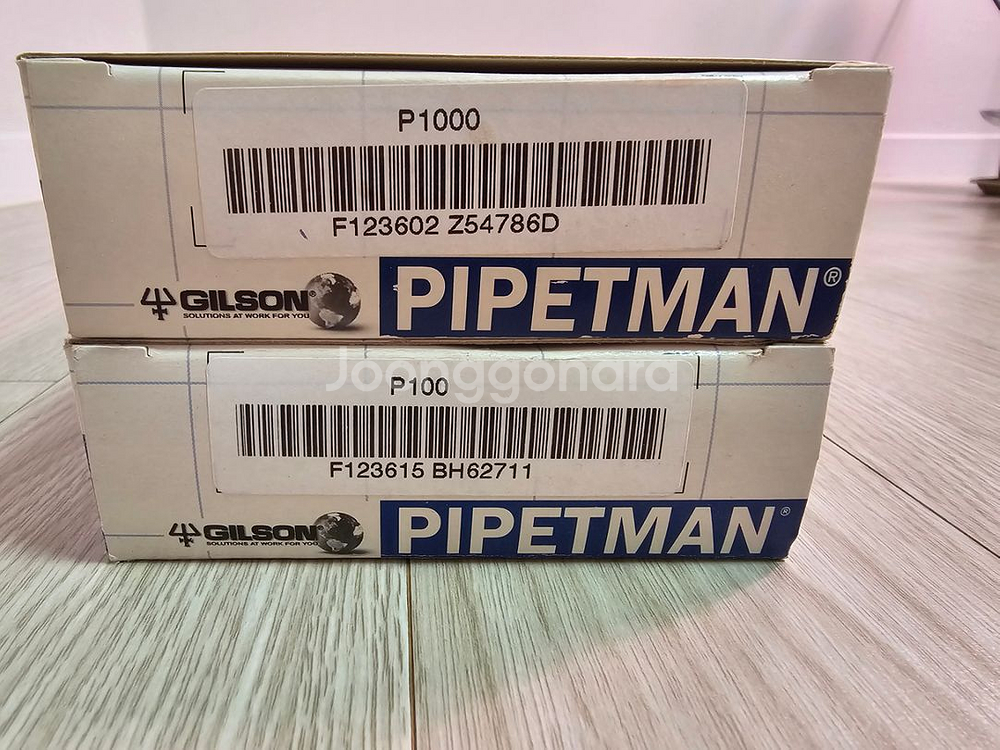 P1000
F123602 Z54786D
GILSON®
SOLUTIONS AT WORK FOR YOU
PIPETMAN®
Joonggonara
P100
F123615 BH62711
GILSON
SOLUTIONS AT WORK FOR YOU
PIPETMAN®